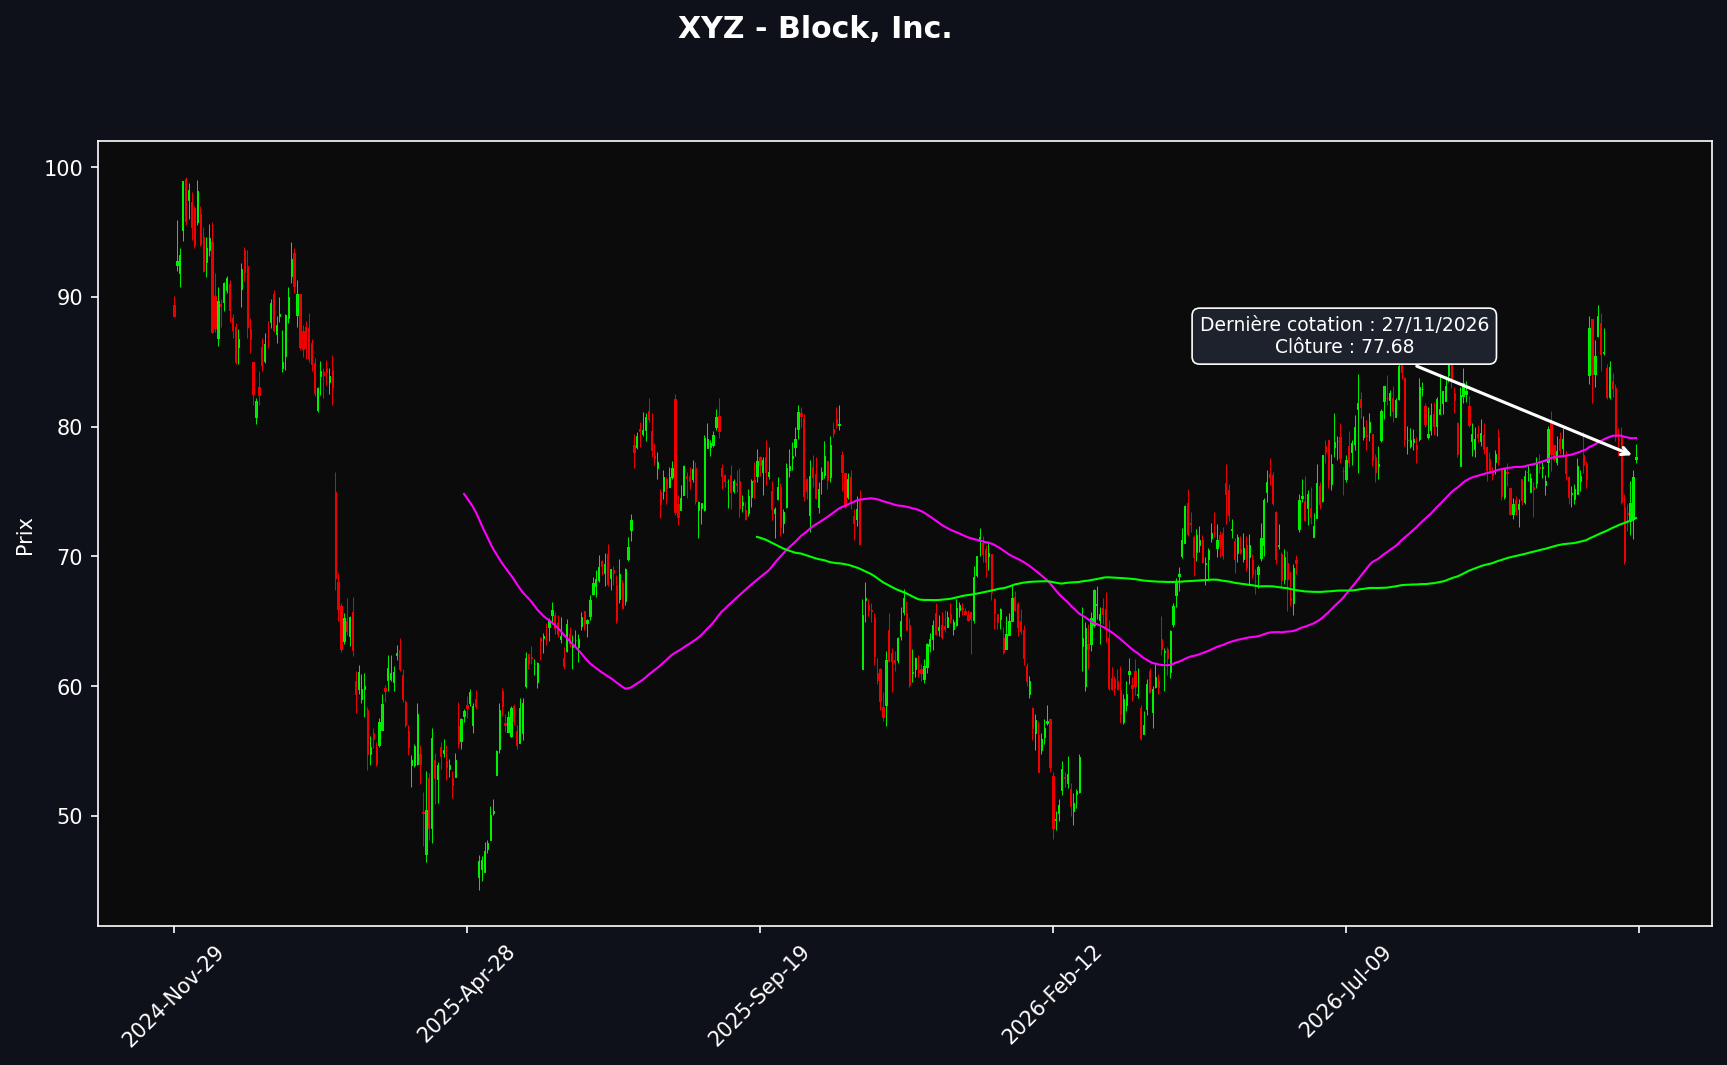 XYZ - Block, Inc.
Prix
100
90
80
70
60
50
Dernière cotation : 27/11/2026
Clôture : 77.68
2024-Nov-29
2025-Apr-28
2025-Sep-19
2026-Feb-12
2026-Jul-09